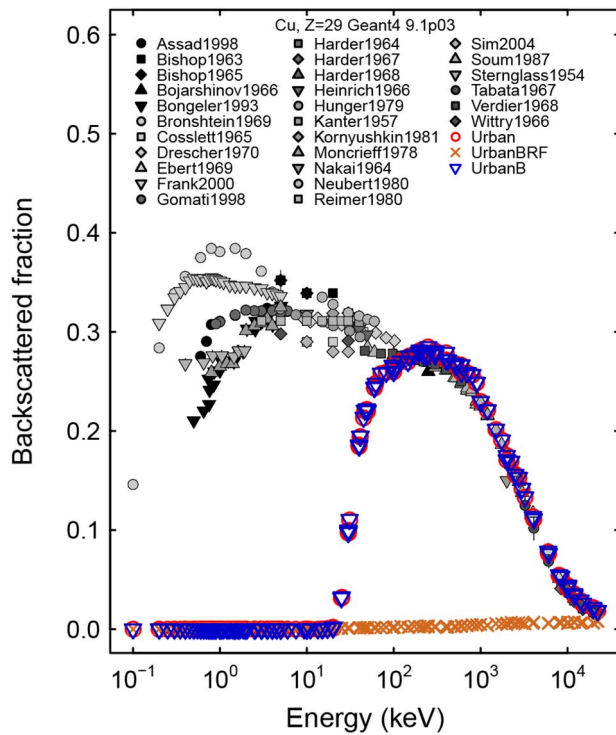 Cu, Z=29 Geant4 9.1p03
Assad1998
Bishop1963
Bishop1965
Bojarshinov1966
Bongeler1993
Bronshtein1969
Cosslett1965
Drescher1970
Ebert1969
Frank2000
Gomati1998
Harder1964
Harder1967
Harder1968
Heinrich1966
Hunger1979
Kanter1957
Kornyushkin1981
Moncrieff1978
Nakai1964
Neubert1980
Reimer1980
Sim2004
Soum1987
Sternglass1954
Tabata1967
Verdier1968
Wittry1966
Urban
UrbanBRF
UrbanB
Backscattered fraction
0.6
0.5
0.4
0.3
0.2
0.1
0.0
10⁻¹ 10⁰ 10¹ 10² 10³ 10⁴
Energy (keV)